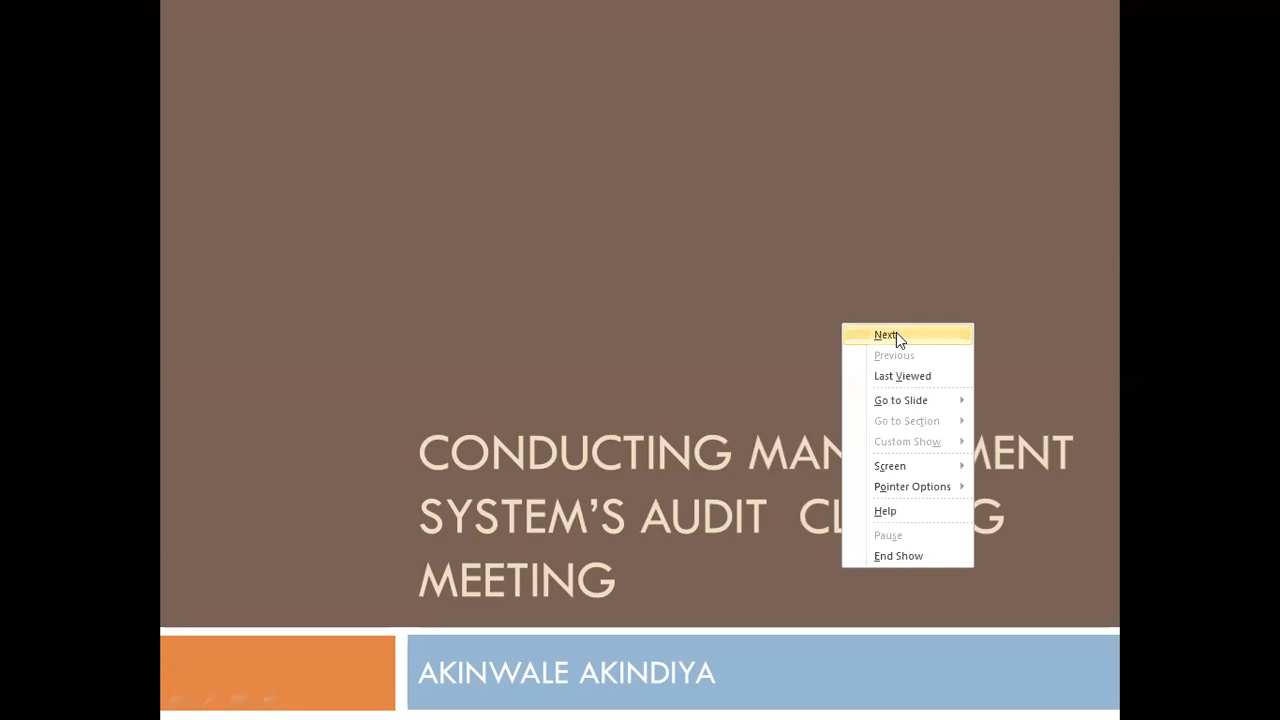 Next
Previous
Last Viewed
Go to Slide
Go to Section
Custom Show
Screen
Pointer Options
Help
Pause
End Show
CONDUCTING MAN MENT
SYSTEM'S AUDIT CL G
MEETING
AKINWALE AKINDIYA